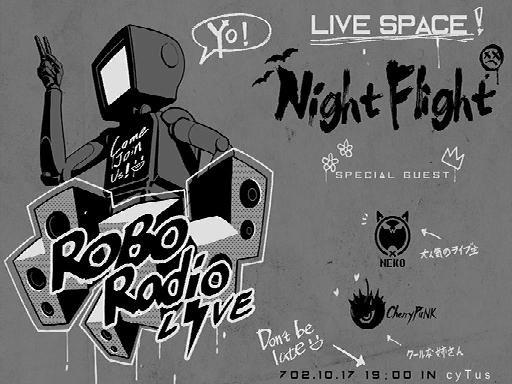 Yo!
LIVE SPACE!
Night Flight
SPECIAL GUEST
Come
Join
Us!
NEKO
大人気のライブ主
ROBO
Radio
LIVE
CherryPuNK
クールなお姉さん
Don't be
late
702.10.17 19:00 IN cyTus